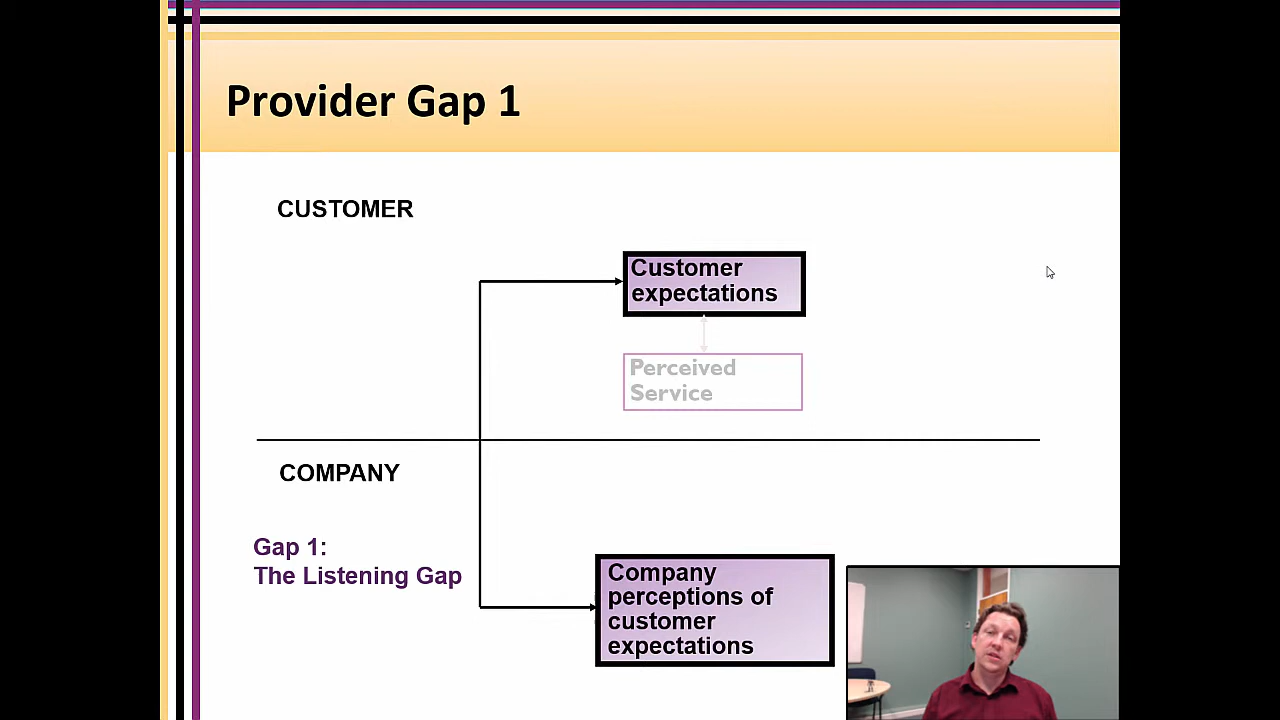 Provider Gap 1
CUSTOMER
Customer
expectations
Perceived
Service
COMPANY
Gap 1:
The Listening Gap
Company
perceptions of
customer
expectations